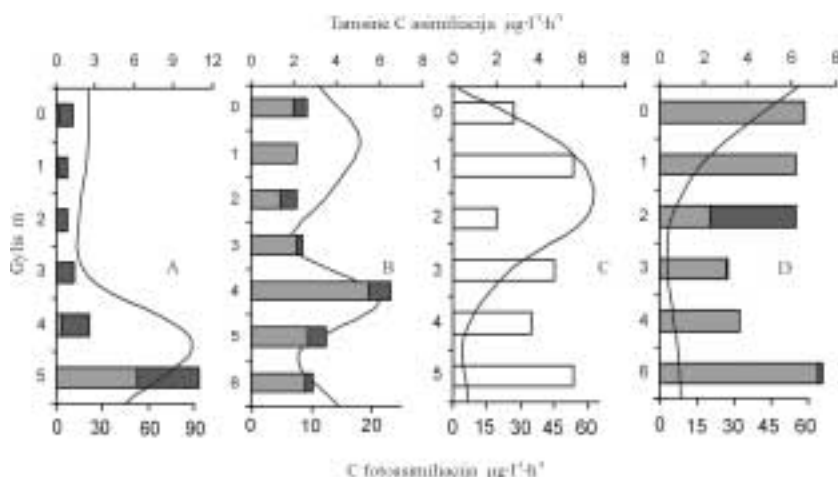 Tamsinė C asimiliacija μg·l⁻¹·h⁻¹
0 3 6 9 12
0 2 4 6 8
0 2 4 6 8
0 2 4 6 8
Gylis m
0 1 2 3 4 5
A
0 1 2 3 4 5 6
B
0 1 2 3 4 5
C
0 1 2 3 4 6
D
0 30 60 90
0 10 20
0 15 30 45 60
0 15 30 45 60
C fotoasimiliacija μg·l⁻¹·h⁻¹